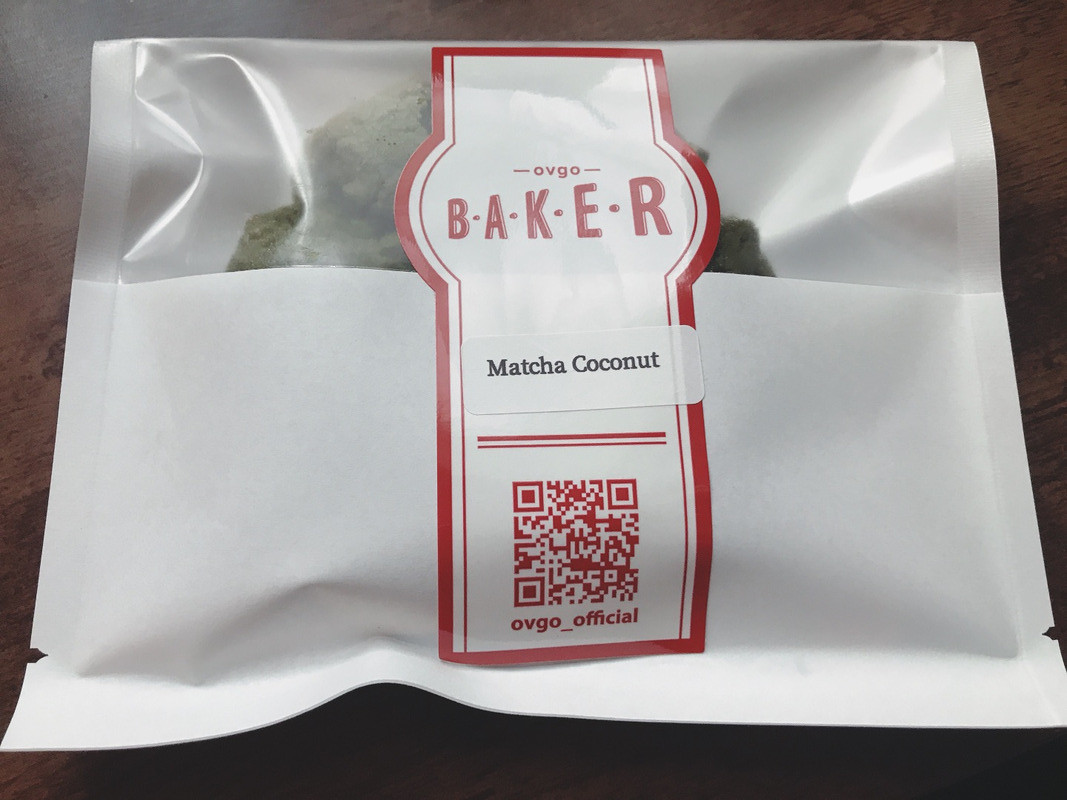 ovgo
B·A·K·E·R
Matcha Coconut
ovgo_official